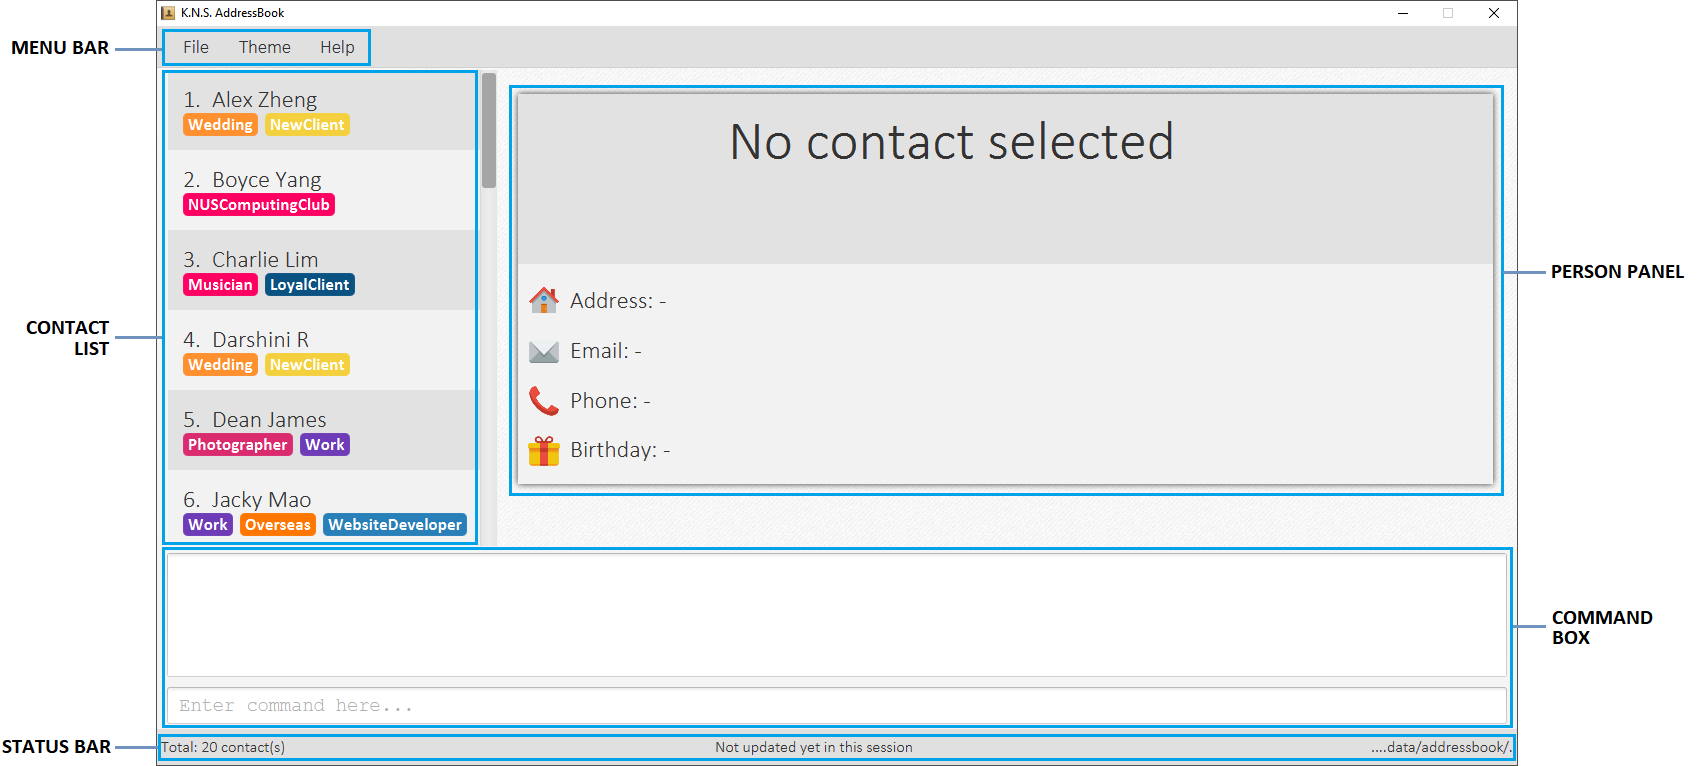 K.N.S. AddressBook
MENU BAR
File Theme Help
1. Alex Zheng
Wedding NewClient
2. Boyce Yang
NUSComputingClub
3. Charlie Lim
Musician LoyalClient
CONTACT
LIST
4. Darshini R
Wedding NewClient
5. Dean James
Photographer Work
6. Jacky Mao
Work Overseas WebsiteDeveloper
No contact selected
Address: -
Email: -
Phone: -
Birthday: -
PERSON PANEL
Enter command here...
COMMAND
BOX
STATUS BAR
Total: 20 contact(s) Not updated yet in this session ....data/addressbook/.